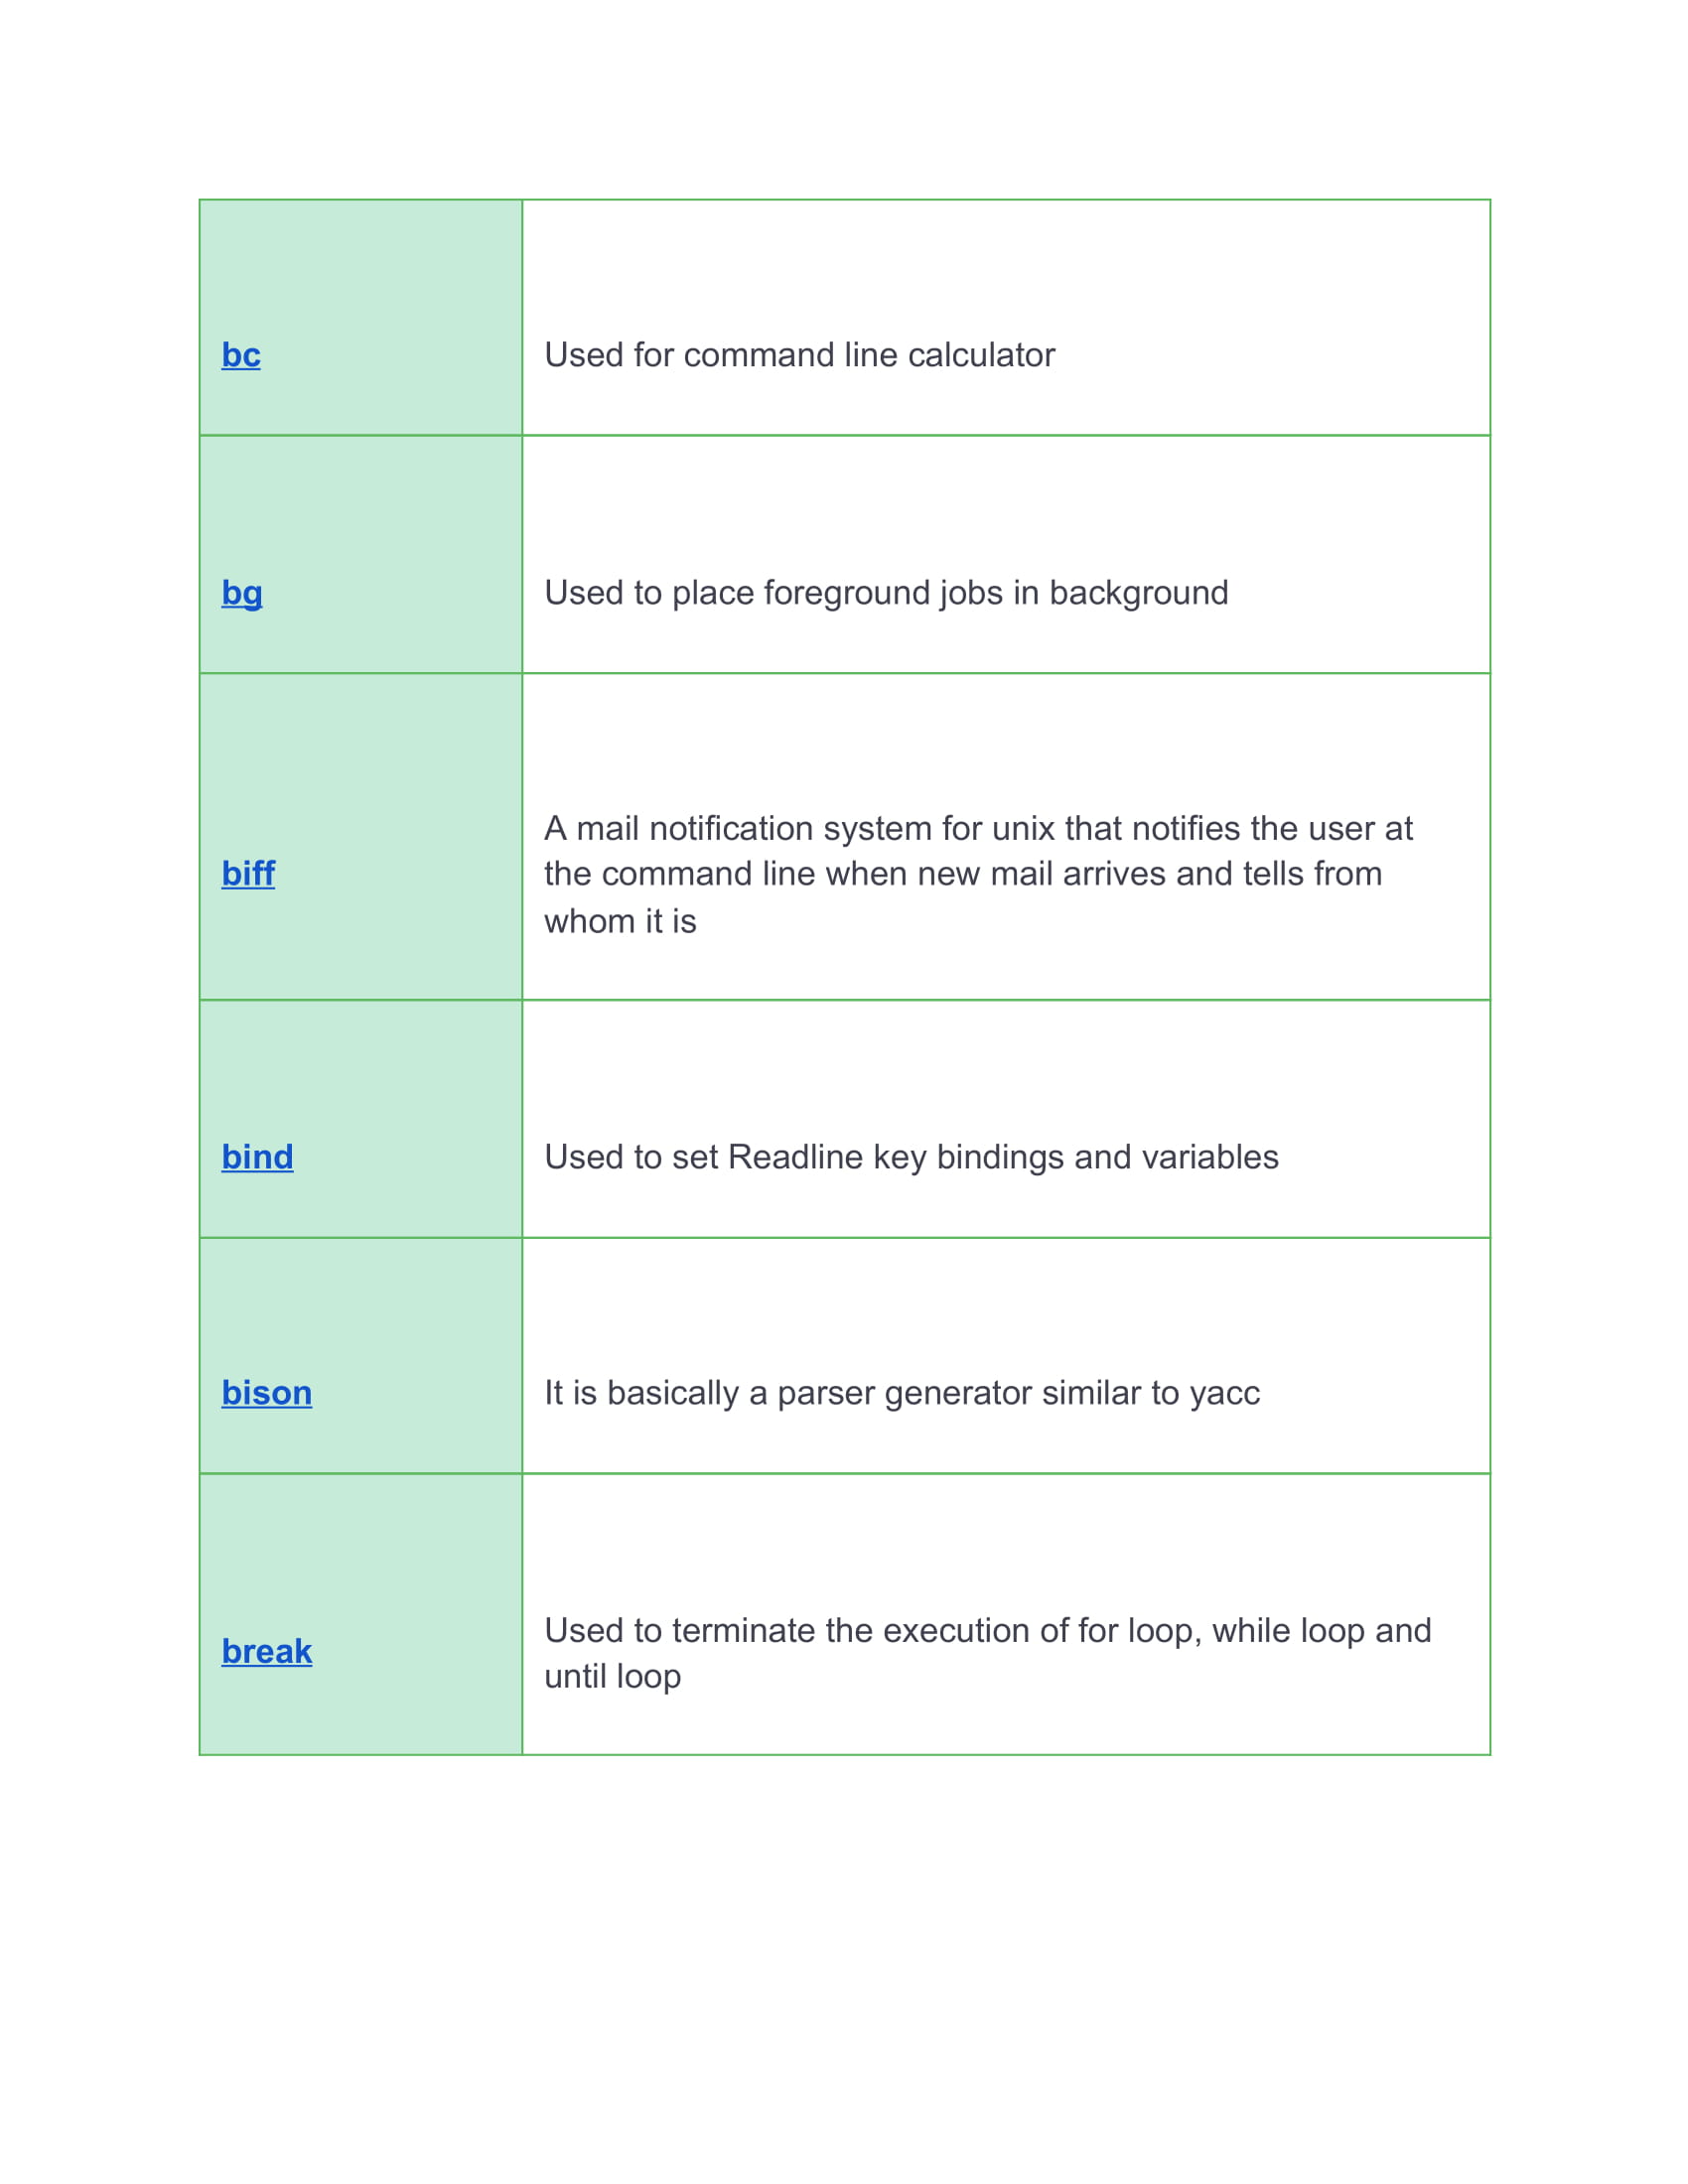 bc
Used for command line calculator
bg
Used to place foreground jobs in background
biff
A mail notification system for unix that notifies the user at
the command line when new mail arrives and tells from
whom it is
bind
Used to set Readline key bindings and variables
bison
It is basically a parser generator similar to yacc
break
Used to terminate the execution of for loop, while loop and
until loop